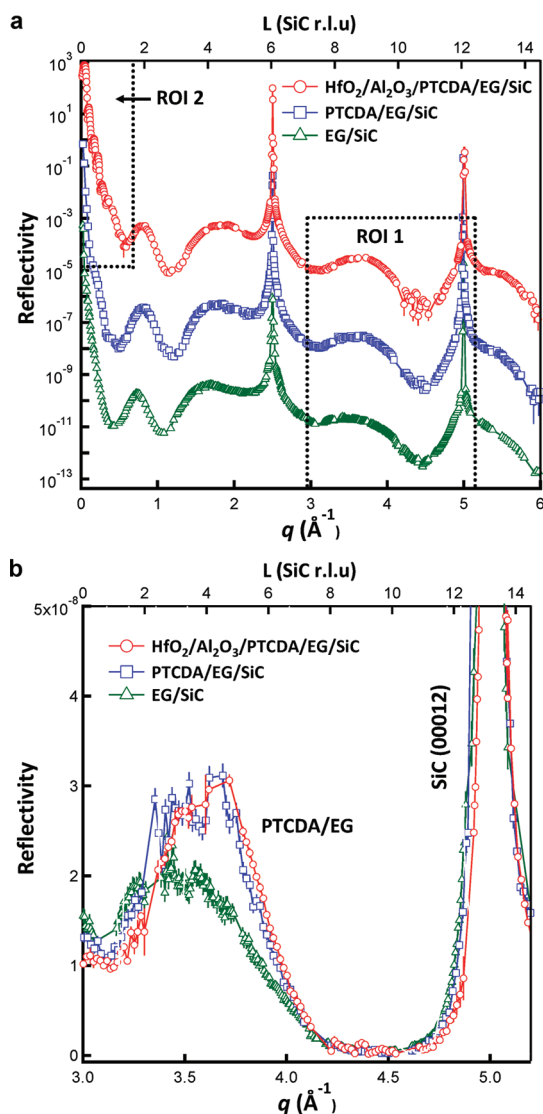 a
L (SiC r.l.u)
0 2 4 6 8 10 12 14
10³
10¹
10⁻¹
10⁻³
10⁻⁵
10⁻⁷
10⁻⁹
10⁻¹¹
10⁻¹³
Reflectivity
ROI 2
HfO₂/Al₂O₃/PTCDA/EG/SiC
PTCDA/EG/SiC
EG/SiC
ROI 1
0 1 2 3 4 5 6
q (Å⁻¹)
b
L (SiC r.l.u)
0 2 4 6 8 10 12 14
5x10⁻⁸
4
3
2
1
0
Reflectivity
HfO₂/Al₂O₃/PTCDA/EG/SiC
PTCDA/EG/SiC
EG/SiC
PTCDA/EG
SiC (00012)
3.0 3.5 4.0 4.5 5.0
q (Å⁻¹)